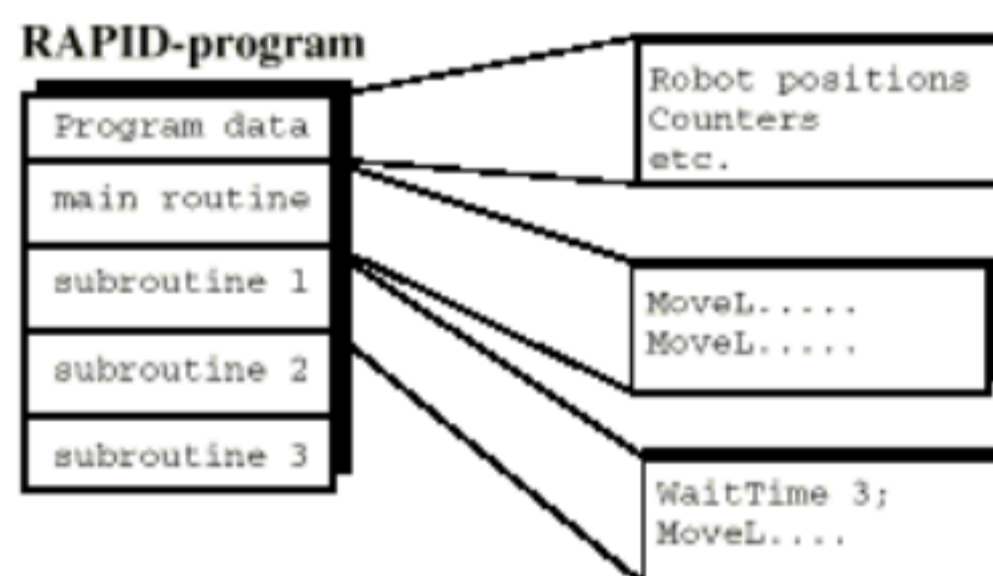 RAPID-program
Program data
main routine
subroutine 1
subroutine 2
subroutine 3
Robot positions
Counters
etc.
MoveL.....
MoveL.....
WaitTime 3;
MoveL....